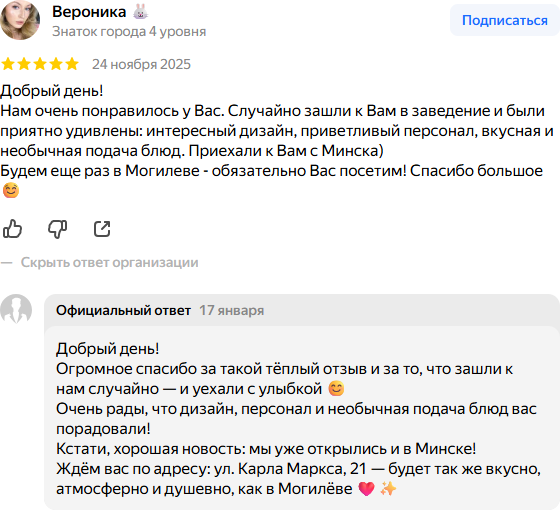 Вероника 🐰
Знаток города 4 уровня
Подписаться
24 ноября 2025
Добрый день!
Нам очень понравилось у Вас. Случайно зашли к Вам в заведение и были
приятно удивлены: интересный дизайн, приветливый персонал, вкусная и
необычная подача блюд. Приехали к Вам с Минска)
Будем еще раз в Могилеве - обязательно Вас посетим! Спасибо большое
😊
— Скрыть ответ организации
Официальный ответ 17 января
Добрый день!
Огромное спасибо за такой тёплый отзыв и за то, что зашли к
нам случайно — и уехали с улыбкой 😊
Очень рады, что дизайн, персонал и необычная подача блюд вас
порадовали!
Кстати, хорошая новость: мы уже открылись и в Минске!
Ждём вас по адресу: ул. Карла Маркса, 21 — будет так же вкусно,
атмосферно и душевно, как в Могилёве 💖 ✨